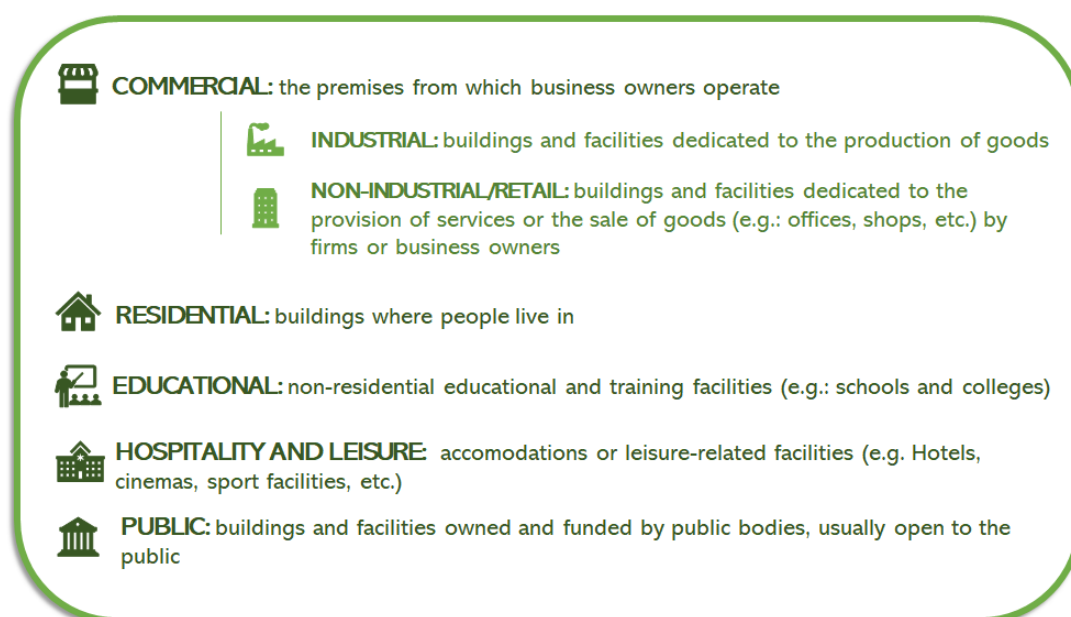 COMMERCIAL: the premises from which business owners operate
INDUSTRIAL: buildings and facilities dedicated to the production of goods
NON-INDUSTRIAL/RETAIL: buildings and facilities dedicated to the
provision of services or the sale of goods (e.g.: offices, shops, etc.) by
firms or business owners
RESIDENTIAL: buildings where people live in
EDUCATIONAL: non-residential educational and training facilities (e.g.: schools and colleges)
HOSPITALITY AND LEISURE: accomodations or leisure-related facilities (e.g. Hotels,
cinemas, sport facilities, etc.)
PUBLIC: buildings and facilities owned and funded by public bodies, usually open to the
public